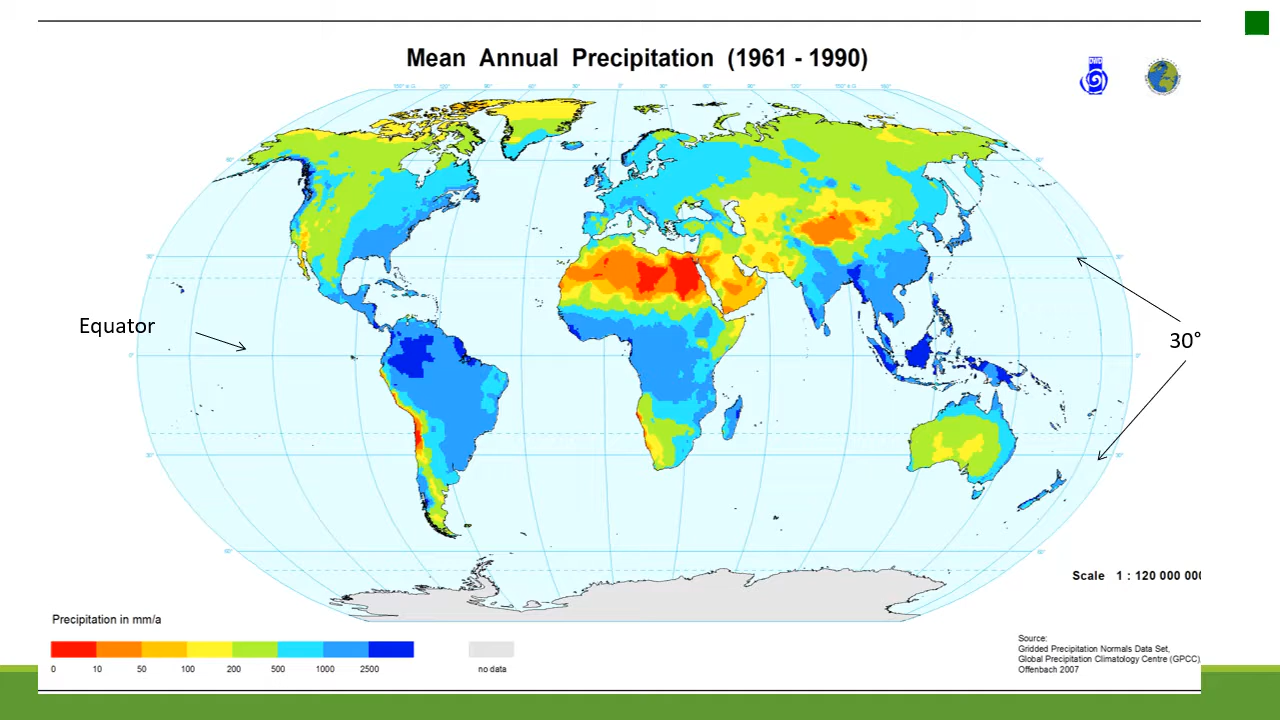 Mean Annual Precipitation (1961 - 1990)
DWD
Equator
30°
Scale 1 : 120 000 000
Precipitation in mm/a
0 10 50 100 200 500 1000 2500 no data
Source:
Gridded Precipitation Normals Data Set,
Global Precipitation Climatology Centre (GPCC)
Offenbach 2007